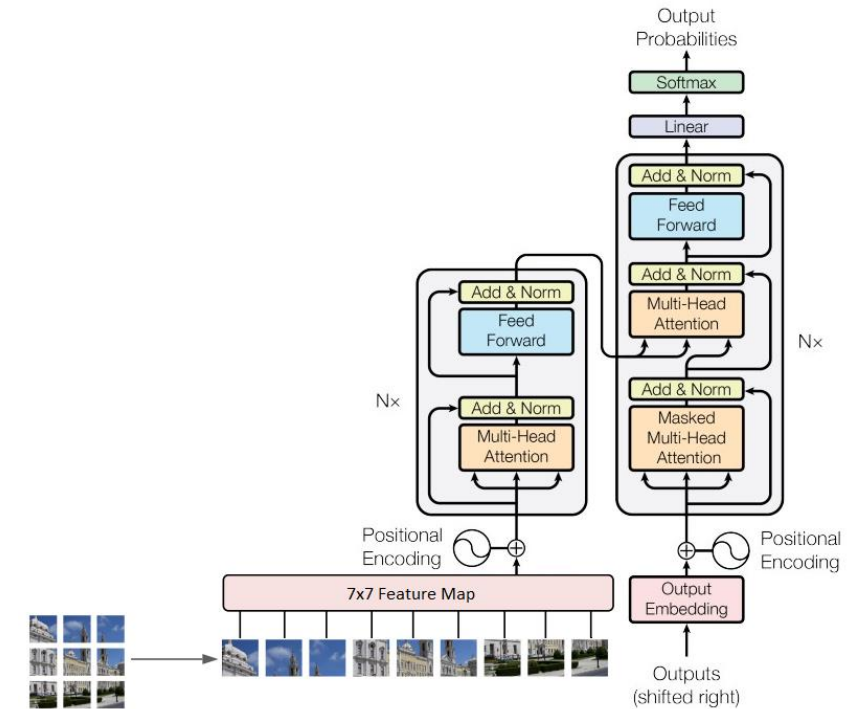 Output
Probabilities
Softmax
Linear
Add & Norm
Feed
Forward
Add & Norm
Multi-Head
Attention
Nx
Add & Norm
Masked
Multi-Head
Attention
Add & Norm
Feed
Forward
Nx
Add & Norm
Multi-Head
Attention
Positional
Encoding
Positional
Encoding
7x7 Feature Map
Output
Embedding
Outputs
(shifted right)